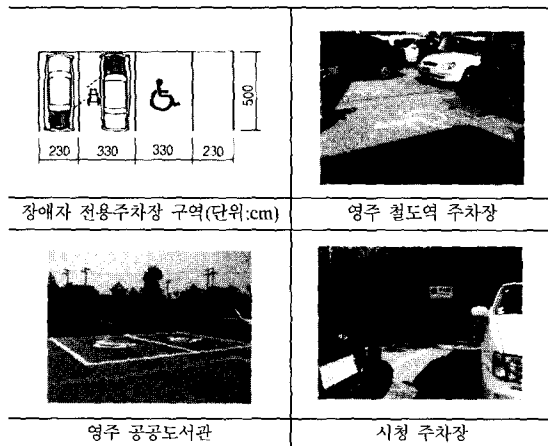 500
230 330 330 230
장애자 전용주차장 구역(단위:cm)
영주 철도역 주차장
영주 공공도서관
시청 주차장